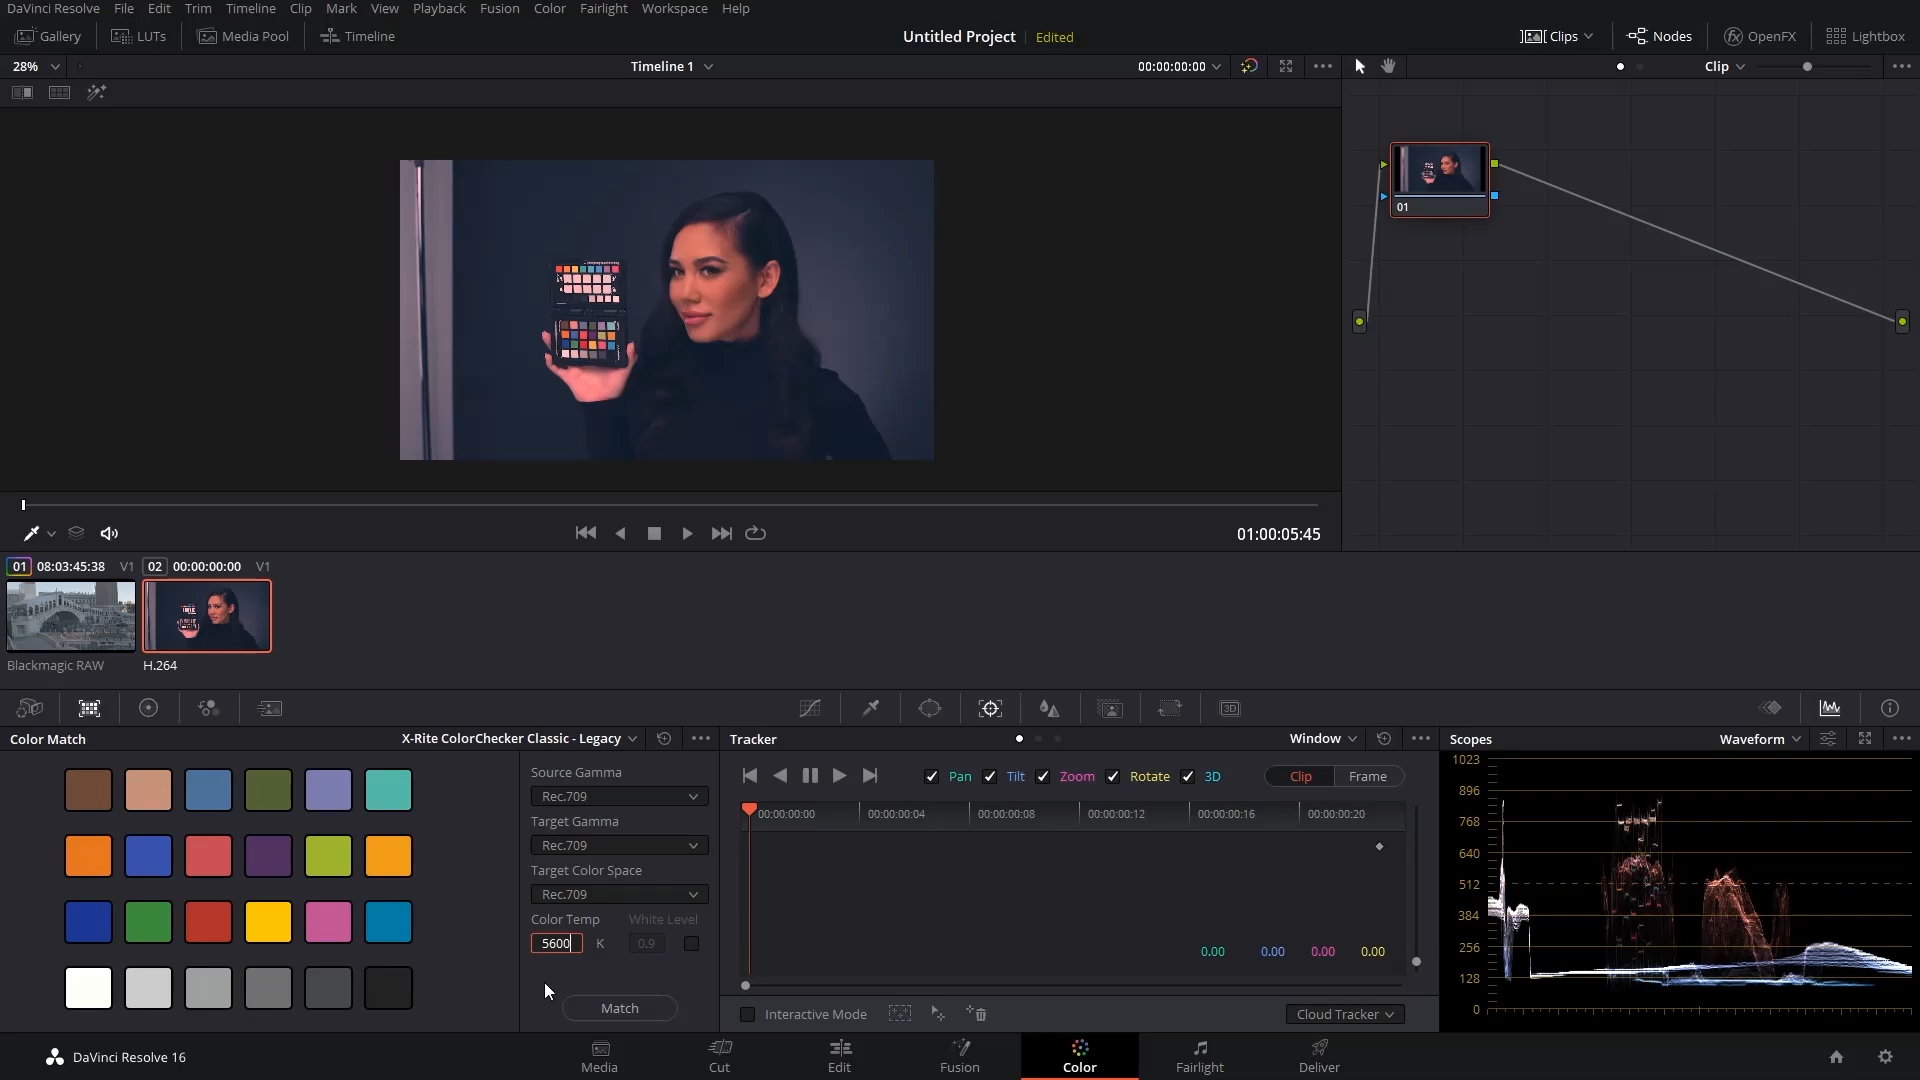 DaVinci Resolve File Edit Trim Timeline Clip Mark View Playback Fusion Color Fairlight Workspace Help
Gallery LUTs Media Pool Timeline Untitled Project Edited Clips Nodes OpenFX Lightbox
28% Timeline 1 00:00:00:00 Clip
01
01:00:05:45
01 08:03:45:38 V1 02 00:00:00:00 V1
Blackmagic RAW H.264
3D
Color Match X-Rite ColorChecker Classic - Legacy Tracker Window Scopes Waveform
Source Gamma
Rec.709
Target Gamma
Rec.709
Target Color Space
Rec.709
Color Temp White Level
5600 K 0.9
Match
Pan Tilt Zoom Rotate 3D Clip Frame
00:00:00:00 00:00:00:04 00:00:00:08 00:00:00:12 00:00:00:16 00:00:00:20
0.00 0.00 0.00 0.00
Interactive Mode Cloud Tracker
1023
896
768
640
512
384
256
128
0
DaVinci Resolve 16 Media Cut Edit Fusion Color Fairlight Deliver